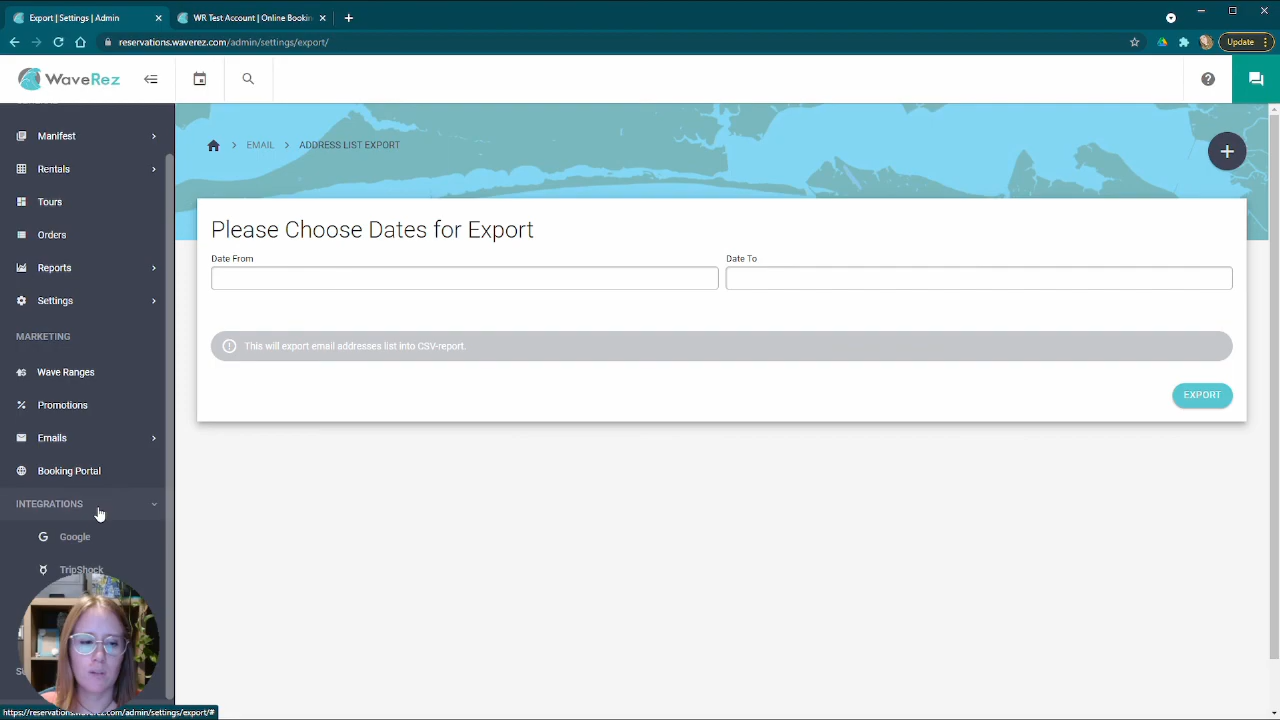 Export | Settings | Admin
WR Test Account | Online Bookin
reservations.waverez.com/admin/settings/export/
Update
WaveRez
Manifest
Rentals
Tours
Orders
Reports
Settings
MARKETING
Wave Ranges
Promotions
Emails
Booking Portal
INTEGRATIONS
Google
TripShock
EMAIL > ADDRESS LIST EXPORT
Please Choose Dates for Export
Date From
Date To
This will export email addresses list into CSV-report.
EXPORT
https://reservations.waverez.com/admin/settings/export/#